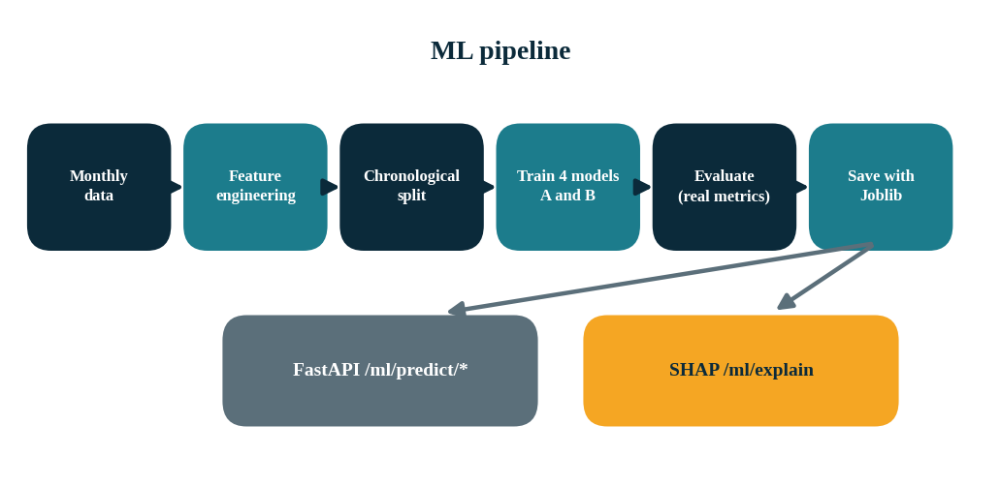 ML pipeline
Monthly
data
Feature
engineering
Chronological
split
Train 4 models
A and B
Evaluate
(real metrics)
Save with
Joblib
FastAPI /ml/predict/*
SHAP /ml/explain